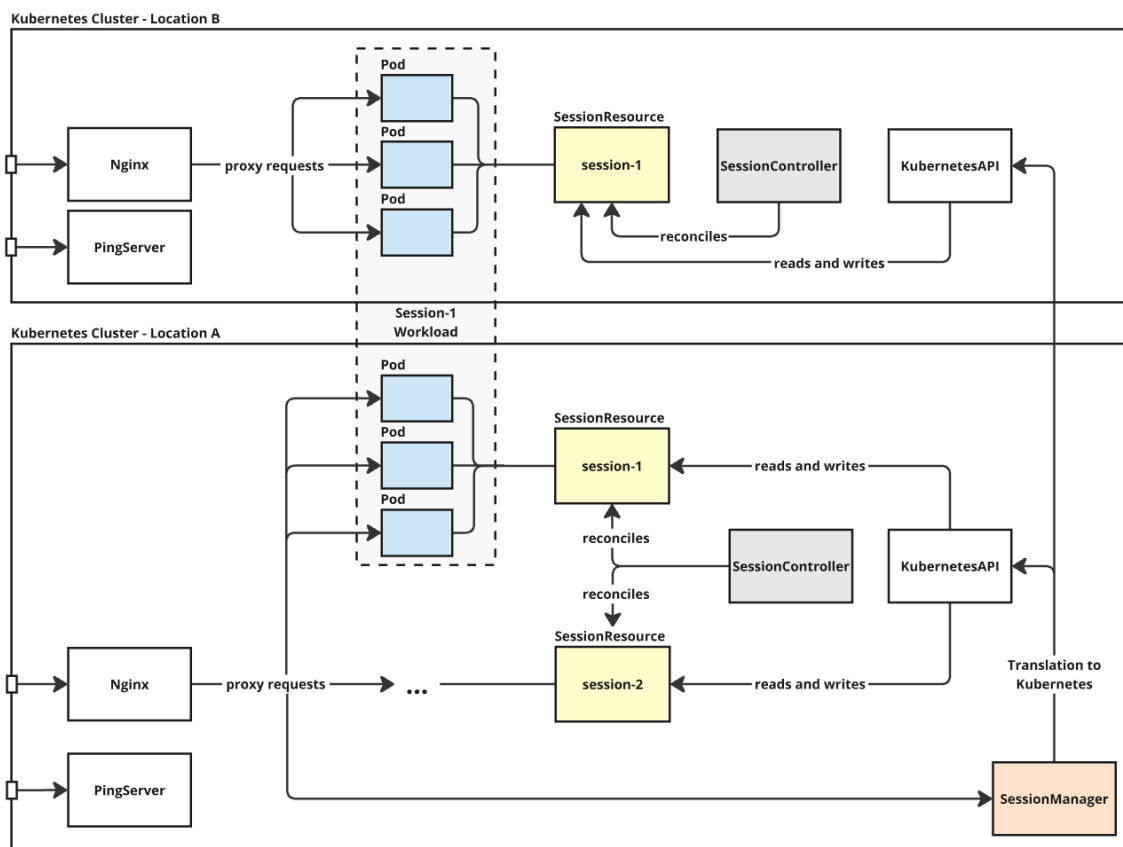 Kubernetes Cluster - Location B
Pod
Pod
Pod
Nginx
proxy requests
PingServer
SessionResource
session-1
SessionController
KubernetesAPI
reconciles
reads and writes
Session-1
Workload
Kubernetes Cluster - Location A
Pod
Pod
Pod
SessionResource
session-1
reads and writes
reconciles
SessionController
KubernetesAPI
reconciles
SessionResource
session-2
reads and writes
Nginx
proxy requests
...
Translation to
Kubernetes
PingServer
SessionManager